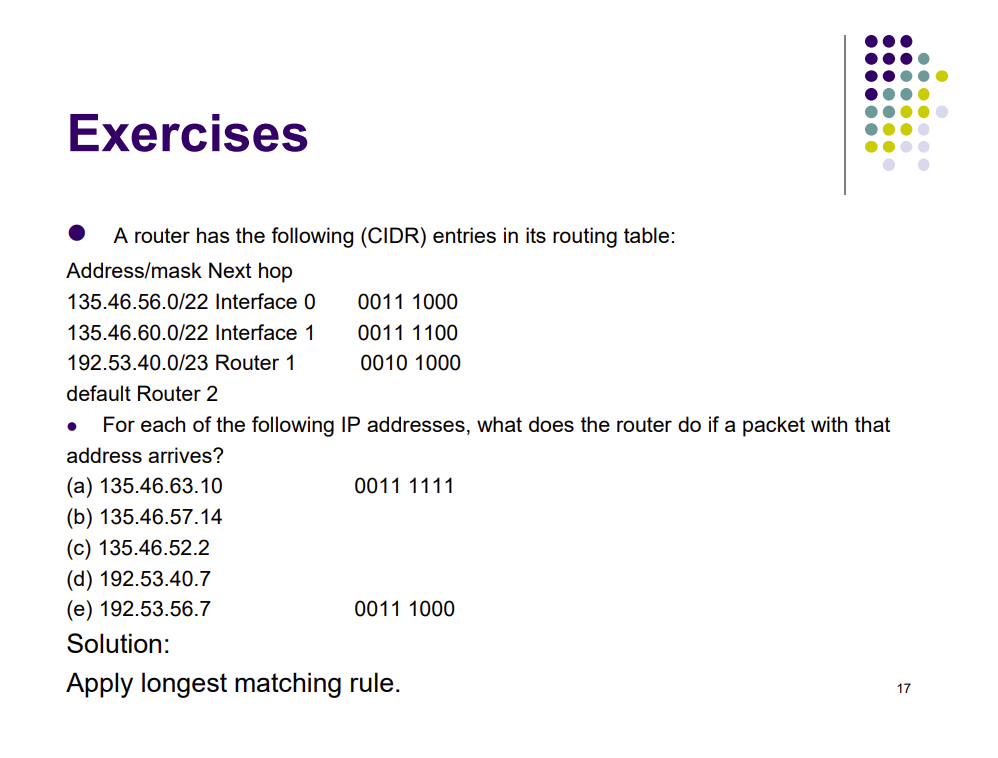 Exercises
● A router has the following (CIDR) entries in its routing table:
Address/mask Next hop
135.46.56.0/22 Interface 0 0011 1000
135.46.60.0/22 Interface 1 0011 1100
192.53.40.0/23 Router 1 0010 1000
default Router 2
● For each of the following IP addresses, what does the router do if a packet with that
address arrives?
(a) 135.46.63.10 0011 1111
(b) 135.46.57.14
(c) 135.46.52.2
(d) 192.53.40.7
(e) 192.53.56.7 0011 1000
Solution:
Apply longest matching rule.
17